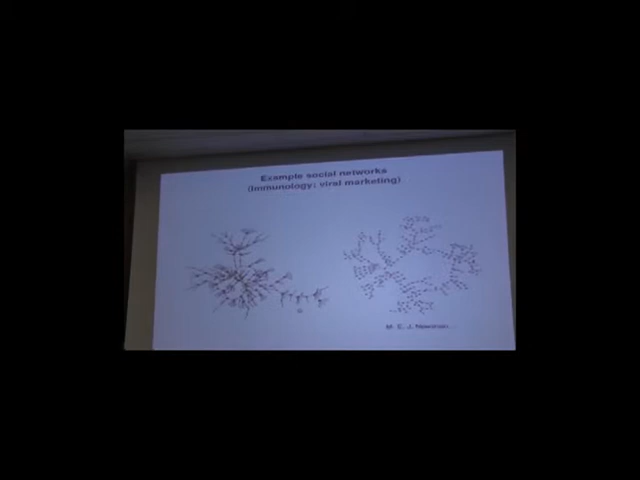 Example social networks
(Immunology; viral marketing)
M. E. J. Newman